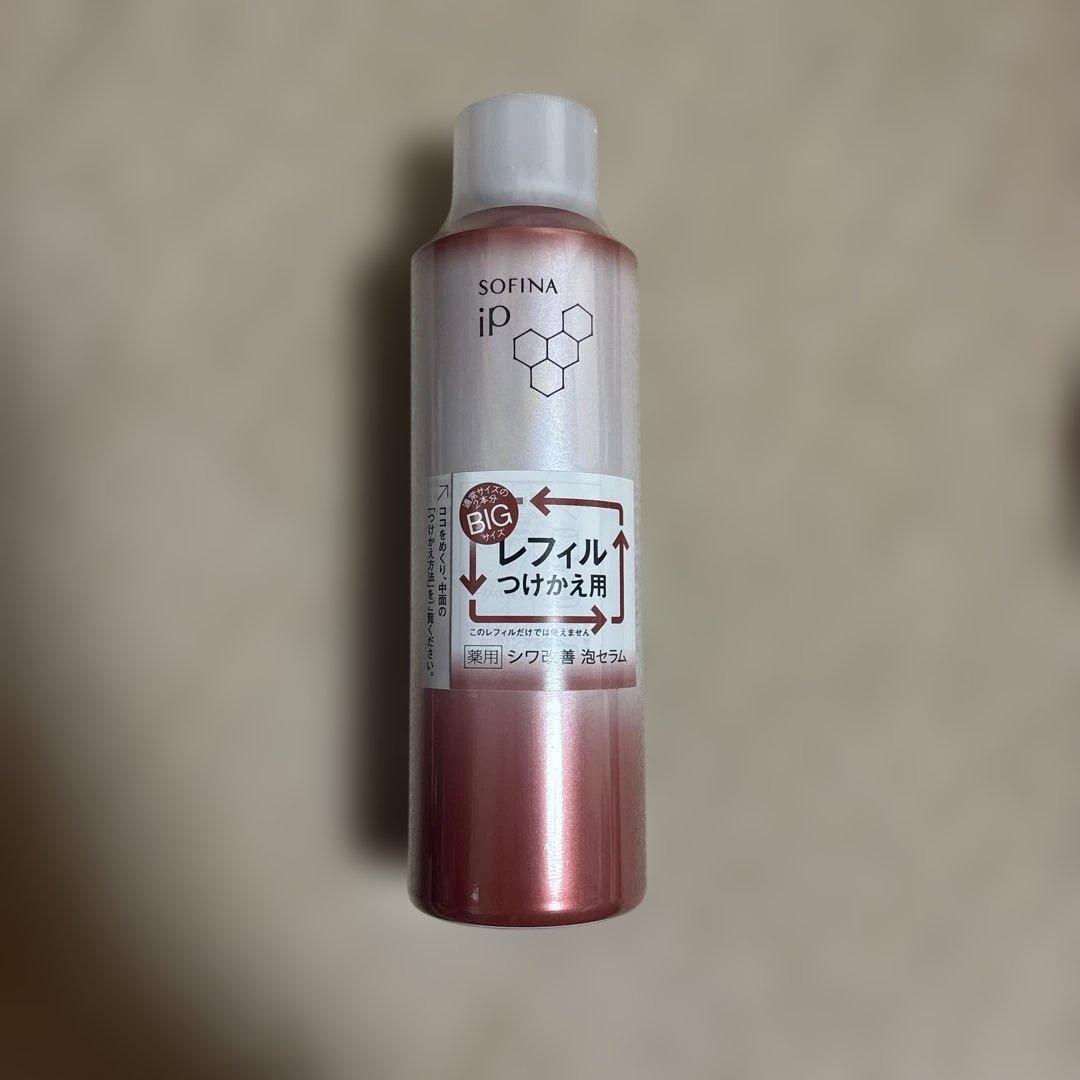 SOFINA
ip
通常サイズの
2本分
BIG
サイズ
レフィル
つけかえ用
このレフィルだけでは使えません
薬用 シワ改善 泡セラム
ココをめくり、中面の
「つけかえ方法」をご覧ください。